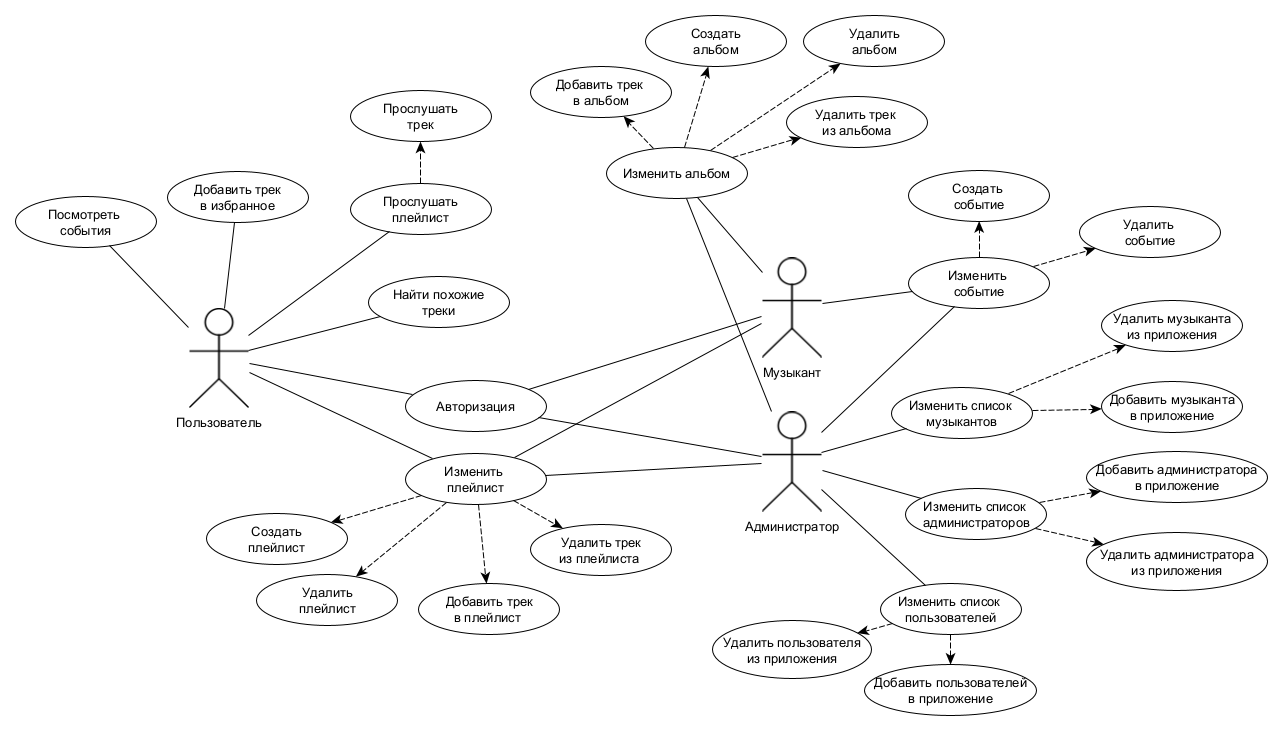 Создать
альбом
Удалить
альбом
Добавить трек
в альбом
Прослушать
трек
Удалить трек
из альбома
Изменить альбом
Добавить трек
в избранное
Прослушать
плейлист
Посмотреть
события
Создать
событие
Удалить
событие
Изменить
событие
Найти похожие
треки
Удалить музыканта
из приложения
Музыкант
Пользователь
Авторизация
Изменить список
музыкантов
Добавить музыканта
в приложение
Изменить
плейлист
Добавить администратора
в приложение
Администратор
Изменить список
администраторов
Создать
плейлист
Удалить трек
из плейлиста
Удалить администратора
из приложения
Удалить
плейлист
Добавить трек
в плейлист
Изменить список
пользователей
Удалить пользователя
из приложения
Добавить пользователей
в приложение